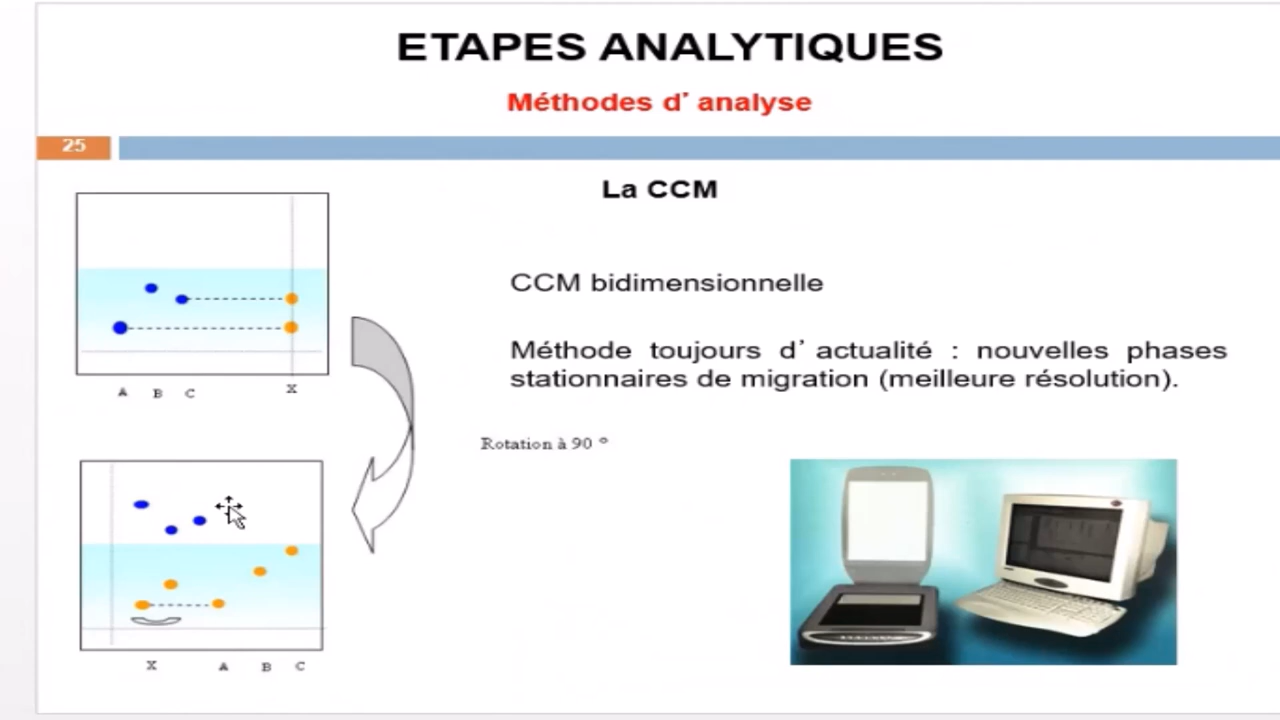 ETAPES ANALYTIQUES
Méthodes d’ analyse
25
La CCM
CCM bidimensionnelle
Méthode toujours d’ actualité : nouvelles phases
stationnaires de migration (meilleure résolution).
A B C X
Rotation à 90 °
X A B C